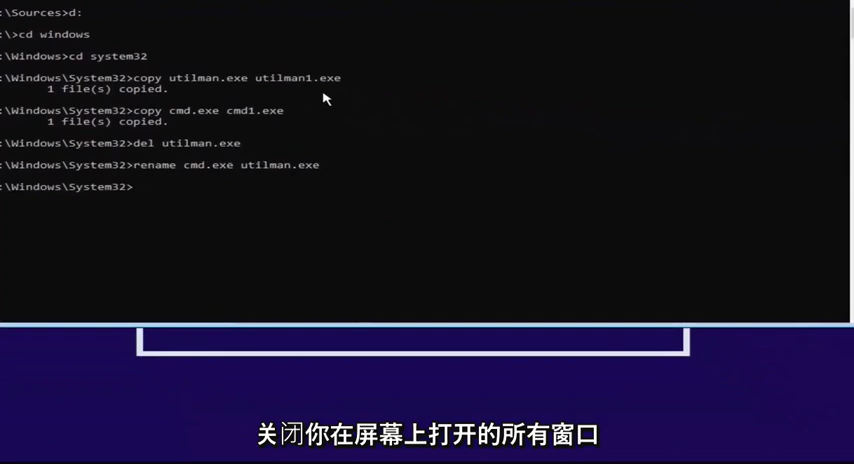 :\Sources>d:
:\>cd windows
:\Windows>cd system32
:\Windows\System32>copy utilman.exe utilman1.exe
1 file(s) copied.
:\Windows\System32>copy cmd.exe cmd1.exe
1 file(s) copied.
:\Windows\System32>del utilman.exe
:\Windows\System32>rename cmd.exe utilman.exe
:\Windows\System32>
关闭你在屏幕上打开的所有窗口